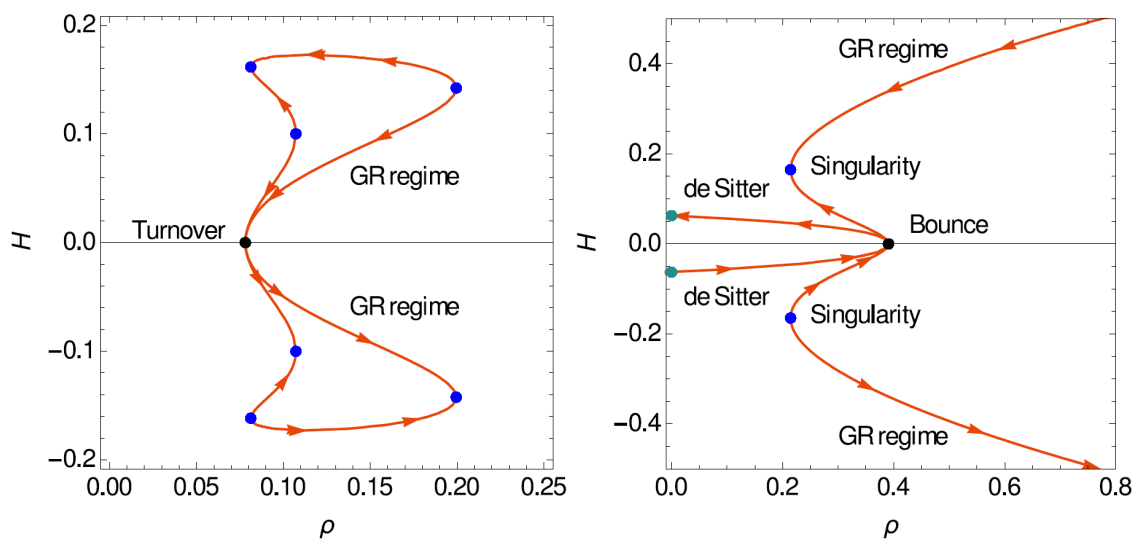 0.2
0.1
0.0
−0.1
−0.2
H
GR regime
Turnover
GR regime
0.00 0.05 0.10 0.15 0.20 0.25
ρ
0.4
0.2
0.0
−0.2
−0.4
H
GR regime
Singularity
de Sitter
Bounce
de Sitter
Singularity
GR regime
0.0 0.2 0.4 0.6 0.8
ρ